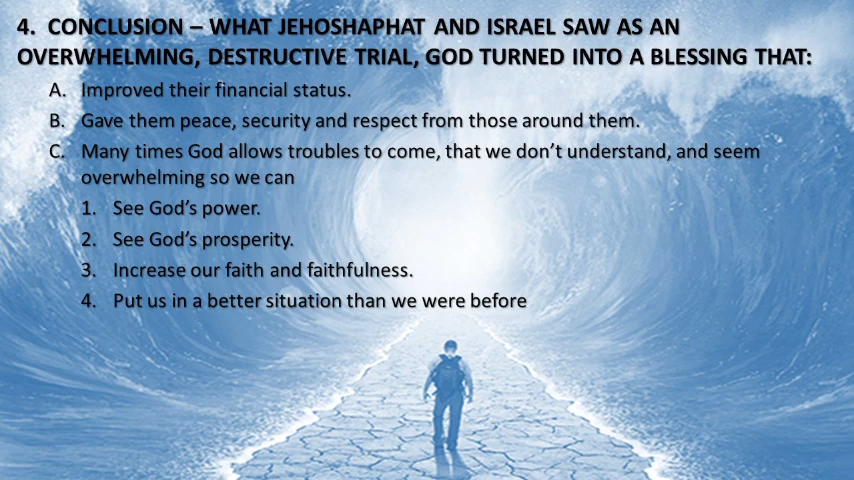 4. CONCLUSION – WHAT JEHOSHAPHAT AND ISRAEL SAW AS AN
OVERWHELMING, DESTRUCTIVE TRIAL, GOD TURNED INTO A BLESSING THAT:
A. Improved their financial status.
B. Gave them peace, security and respect from those around them.
C. Many times God allows troubles to come, that we don’t understand, and seem
overwhelming so we can
1. See God’s power.
2. See God’s prosperity.
3. Increase our faith and faithfulness.
4. Put us in a better situation than we were before